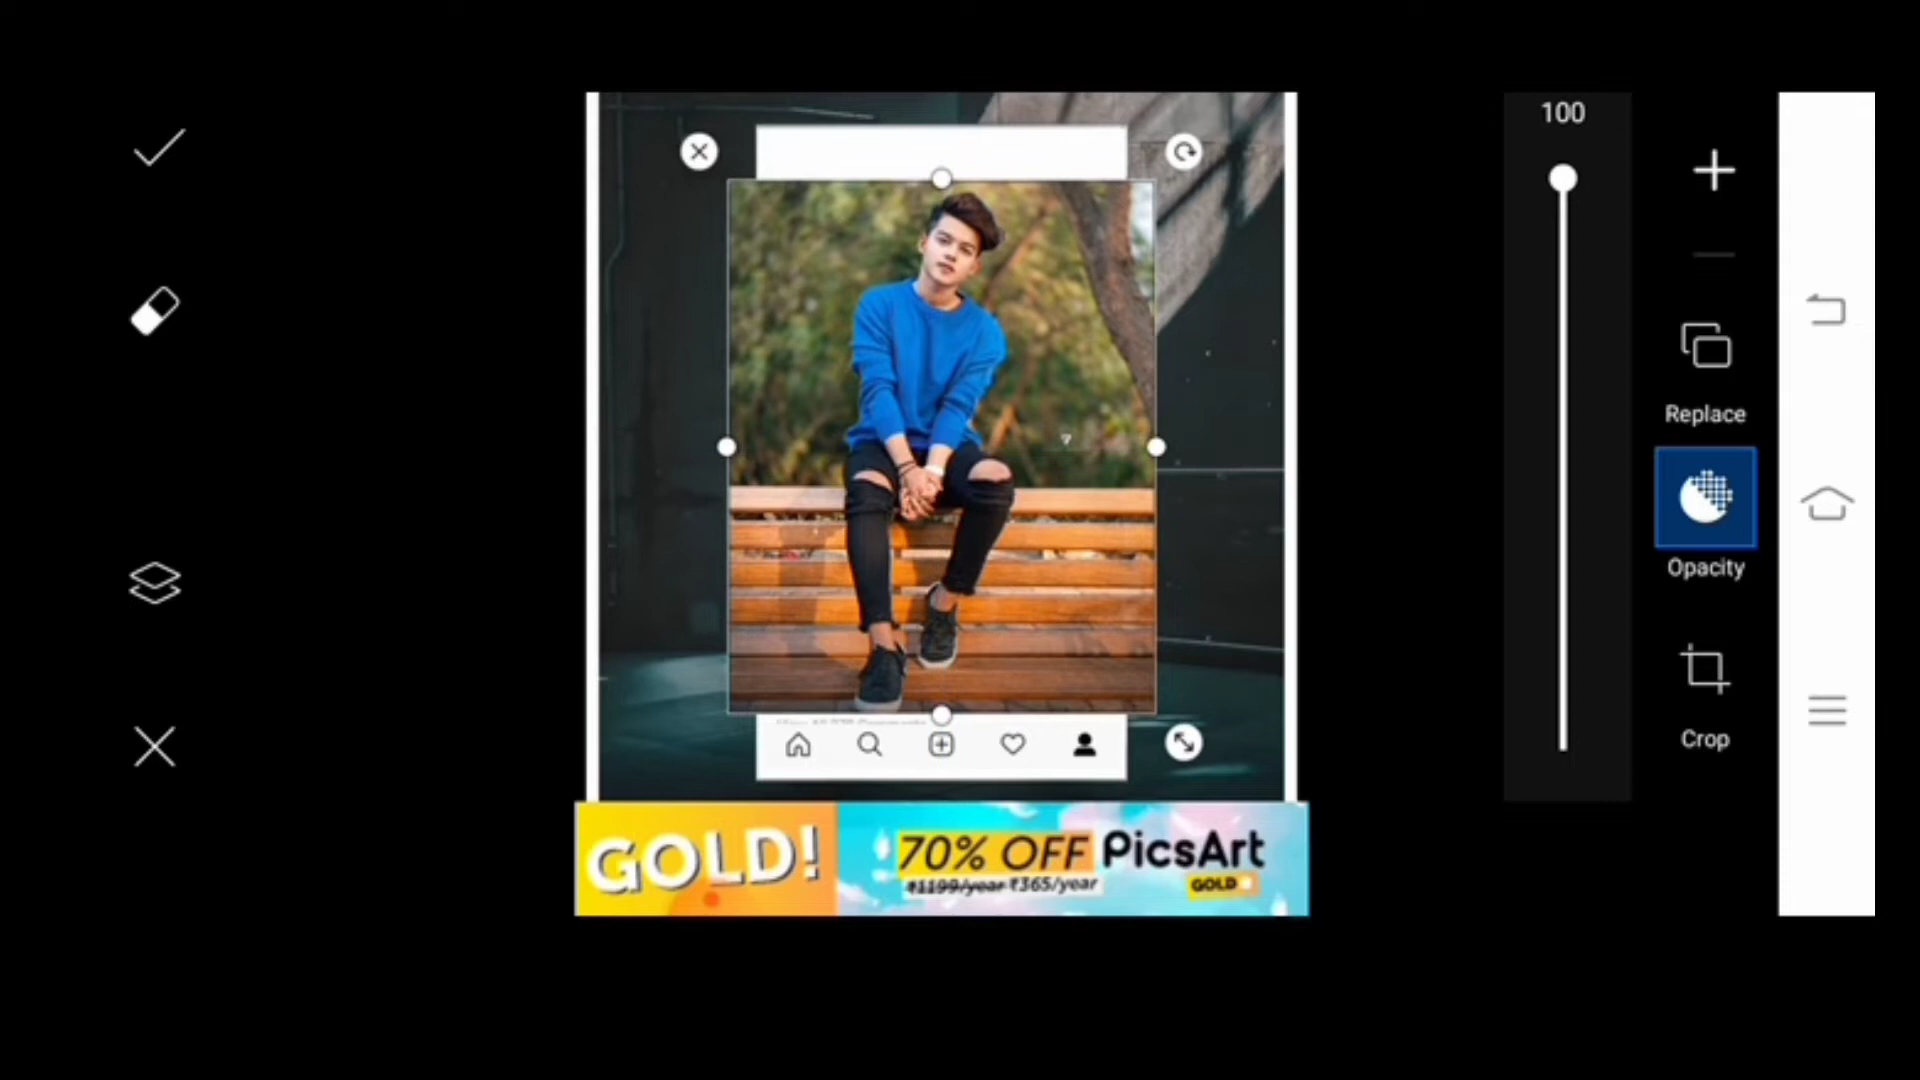 100
Replace
Opacity
Crop
GOLD!
70% OFF PicsArt
₹1199/year ₹365/year
GOLD